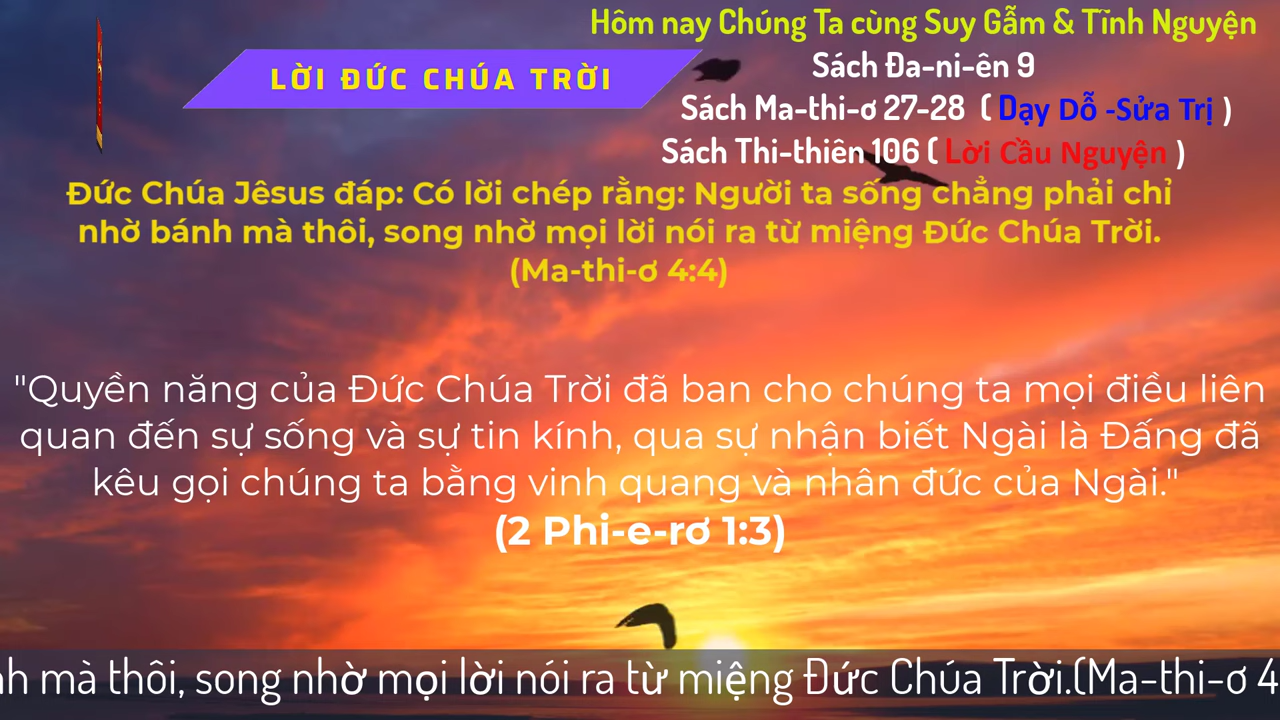 LỜI ĐỨC CHÚA TRỜI
Hôm nay Chúng Ta cùng Suy Gẫm & Tĩnh Nguyện
Sách Đa-ni-ên 9
Sách Ma-thi-ơ 27-28 ( Dạy Dỗ -Sửa Trị )
Sách Thi-thiên 106 ( Lời Cầu Nguyện )
Đức Chúa Jêsus đáp: Có lời chép rằng: Người ta sống chẳng phải chỉ
nhờ bánh mà thôi, song nhờ mọi lời nói ra từ miệng Đức Chúa Trời.
(Ma-thi-ơ 4:4)
"Quyền năng của Đức Chúa Trời đã ban cho chúng ta mọi điều liên
quan đến sự sống và sự tin kính, qua sự nhận biết Ngài là Đấng đã
kêu gọi chúng ta bằng vinh quang và nhân đức của Ngài."
(2 Phi-e-rơ 1:3)
nh mà thôi, song nhờ mọi lời nói ra từ miệng Đức Chúa Trời.(Ma-thi-ơ 4